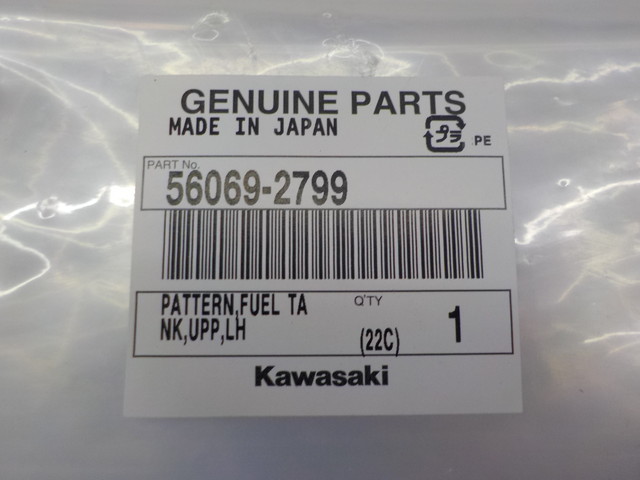 GENUINE PARTS
MADE IN JAPAN
プラ
PE
PART No.
56069-2799
PATTERN,FUEL TA
NK,UPP,LH
Q'TY
(22C)
1
Kawasaki